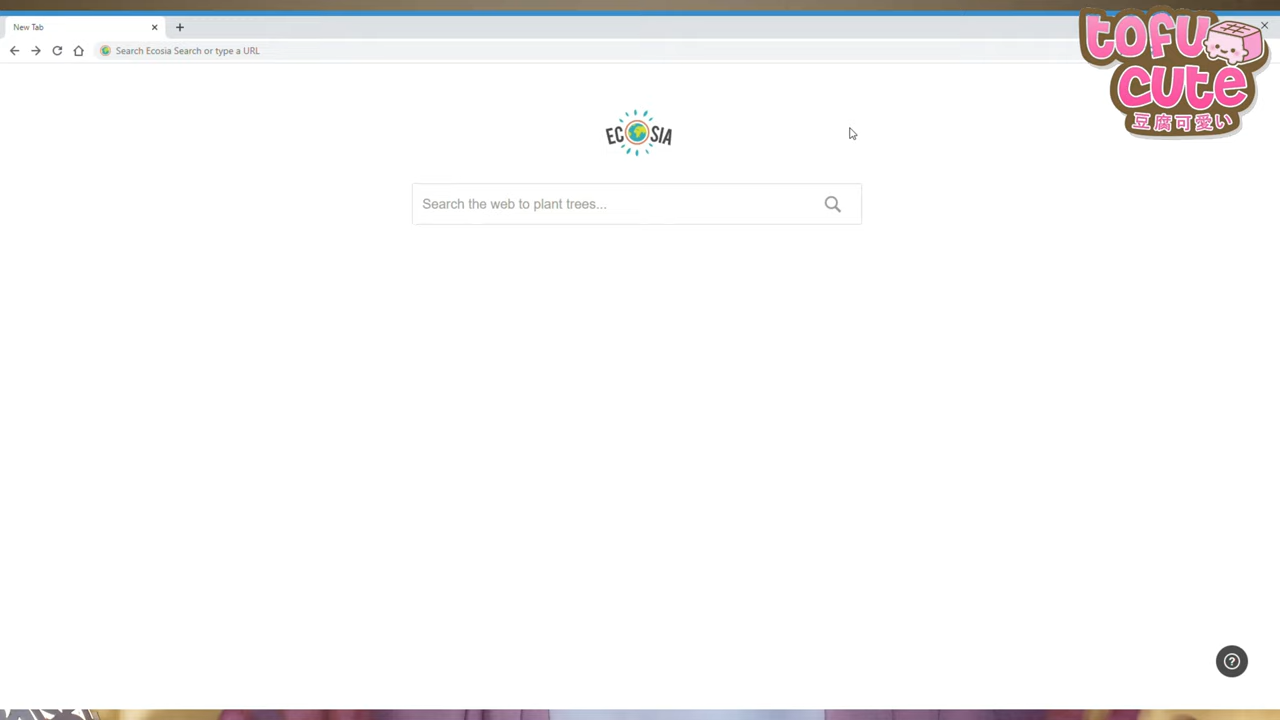 New Tab
Search Ecosia Search or type a URL
tofu
cute
豆腐可愛い
ECOSIA
Search the web to plant trees...